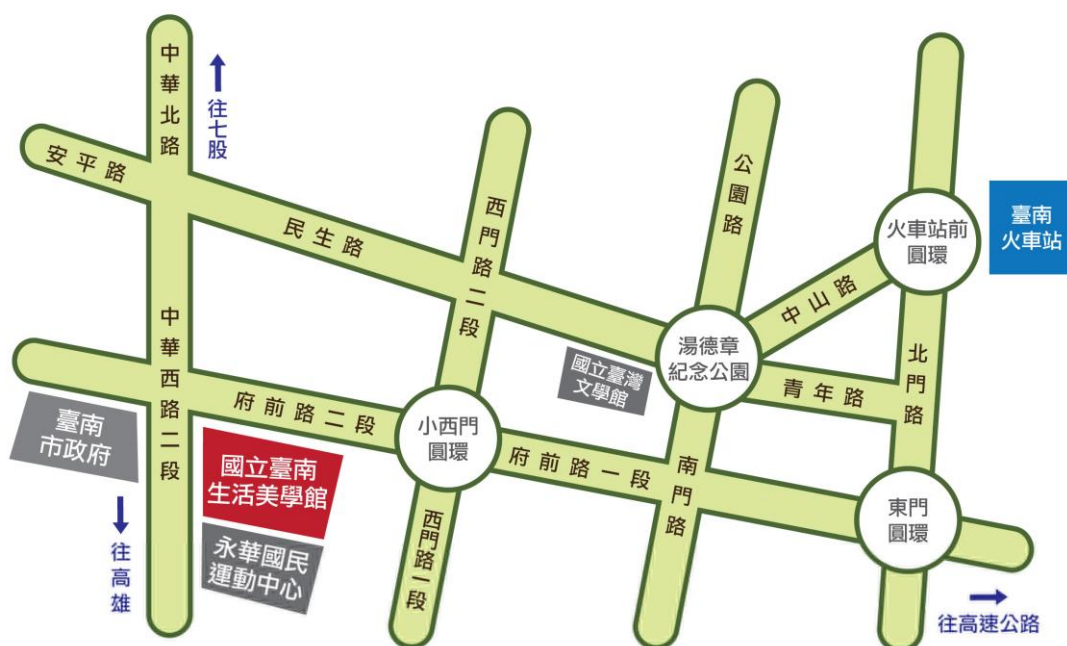 中華北路
往七股
安平路
民生路
西門路二段
公園路
火車站前
圓環
臺南
火車站
中山路
中華西路二段
湯德章
紀念公園
國立臺灣
文學館
青年路
北門路
府前路二段
小西門
圓環
府前路一段
南門路
臺南
市政府
國立臺南
生活美學館
永華國民
運動中心
西門路一段
東門
圓環
往高雄
往高速公路